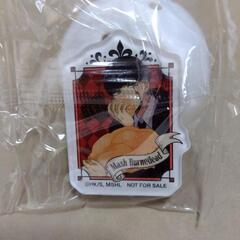 Mash Burnedead
©HK/S, MSHL NOT FOR SALE